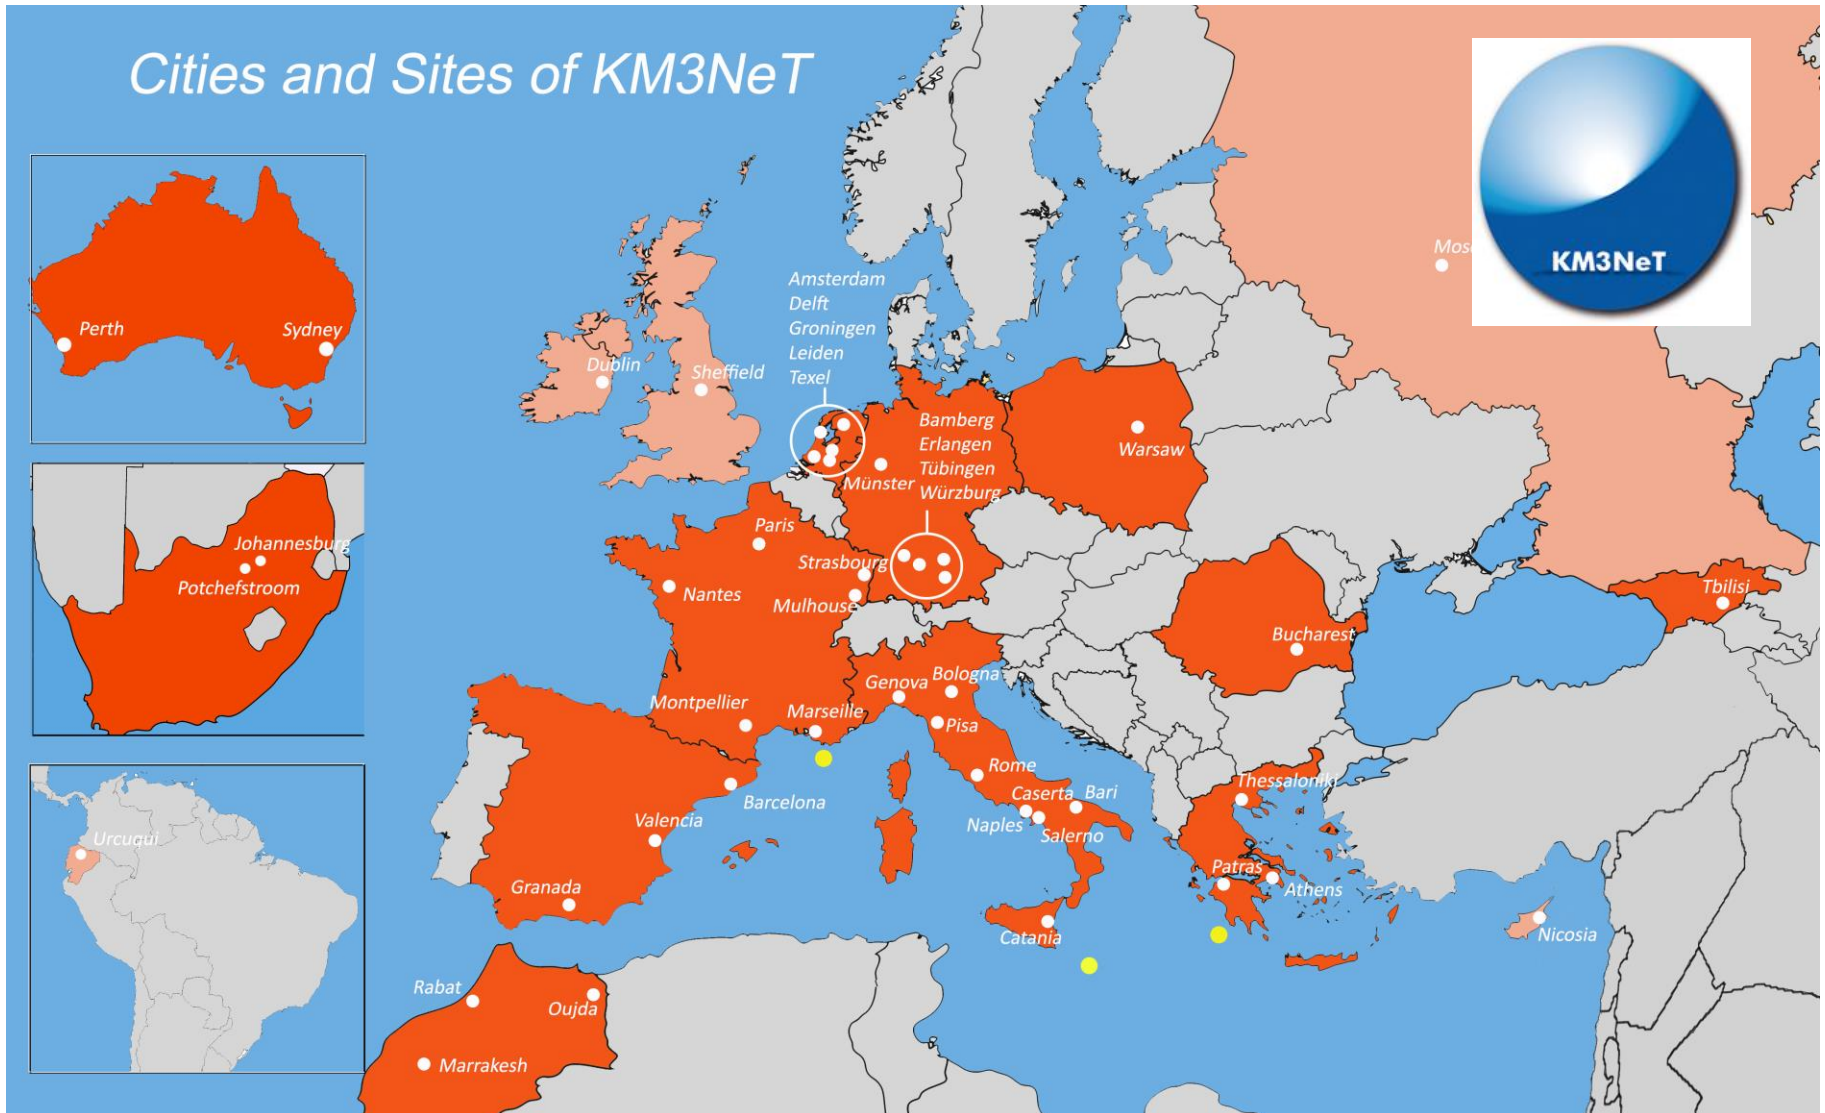 Cities and Sites of KM3NeT
KM3NeT
Perth
Sydney
Johannesburg
Potchefstroom
Urcuqui
Amsterdam
Delft
Groningen
Leiden
Texel
Dublin
Sheffield
Bamberg
Erlangen
Tübingen
Würzburg
Münster
Warsaw
Paris
Strasbourg
Nantes
Mulhouse
Tbilisi
Bucharest
Montpellier
Marseille
Genova
Bologna
Pisa
Rome
Barcelona
Valencia
Caserta
Bari
Naples
Salerno
Thessaloniki
Granada
Patras
Athens
Catania
Nicosia
Rabat
Oujda
Marrakesh